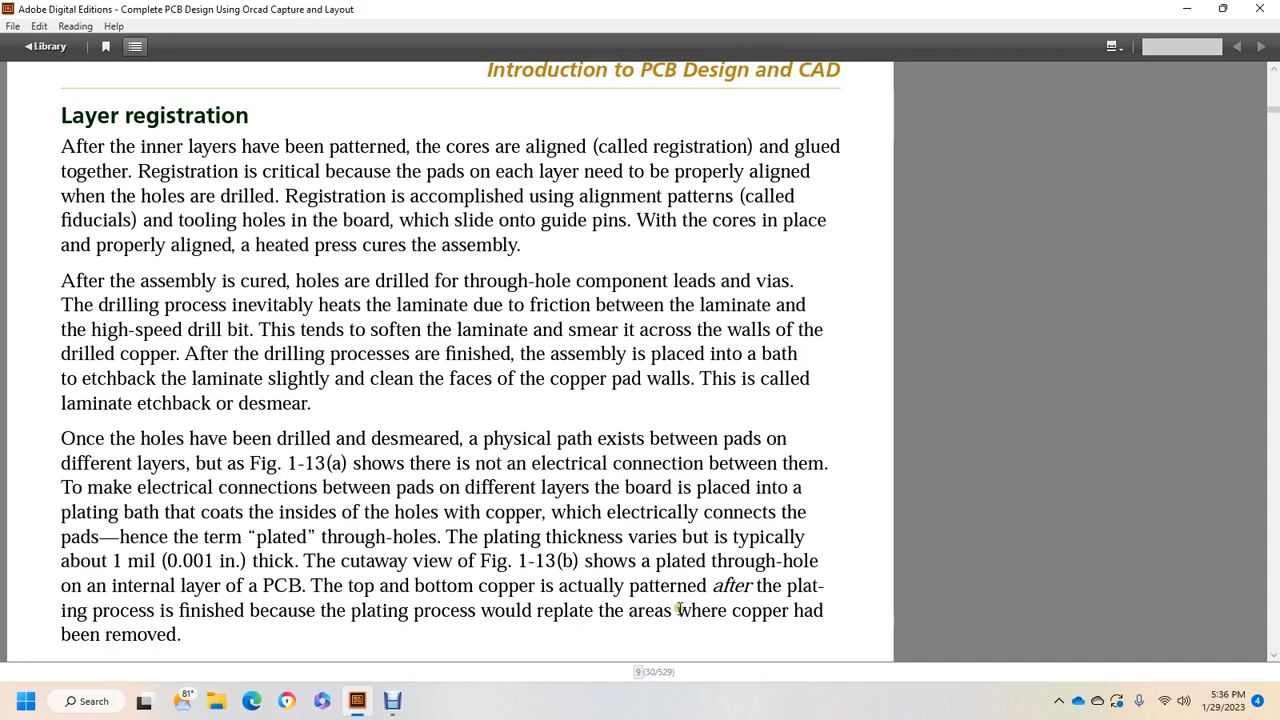 Adobe Digital Editions - Complete PCB Design Using Orcad Capture and Layout
File Edit Reading Help
Library
Introduction to PCB Design and CAD
Layer registration
After the inner layers have been patterned, the cores are aligned (called registration) and glued
together. Registration is critical because the pads on each layer need to be properly aligned
when the holes are drilled. Registration is accomplished using alignment patterns (called
fiducials) and tooling holes in the board, which slide onto guide pins. With the cores in place
and properly aligned, a heated press cures the assembly.
After the assembly is cured, holes are drilled for through-hole component leads and vias.
The drilling process inevitably heats the laminate due to friction between the laminate and
the high-speed drill bit. This tends to soften the laminate and smear it across the walls of the
drilled copper. After the drilling processes are finished, the assembly is placed into a bath
to etchback the laminate slightly and clean the faces of the copper pad walls. This is called
laminate etchback or desmear.
Once the holes have been drilled and desmeared, a physical path exists between pads on
different layers, but as Fig. 1-13(a) shows there is not an electrical connection between them.
To make electrical connections between pads on different layers the board is placed into a
plating bath that coats the insides of the holes with copper, which electrically connects the
pads—hence the term “plated” through-holes. The plating thickness varies but is typically
about 1 mil (0.001 in.) thick. The cutaway view of Fig. 1-13(b) shows a plated through-hole
on an internal layer of a PCB. The top and bottom copper is actually patterned after the plat-
ing process is finished because the plating process would replate the areas where copper had
been removed.
9 (30/529)
81°
Search
5:36 PM
1/29/2023
4